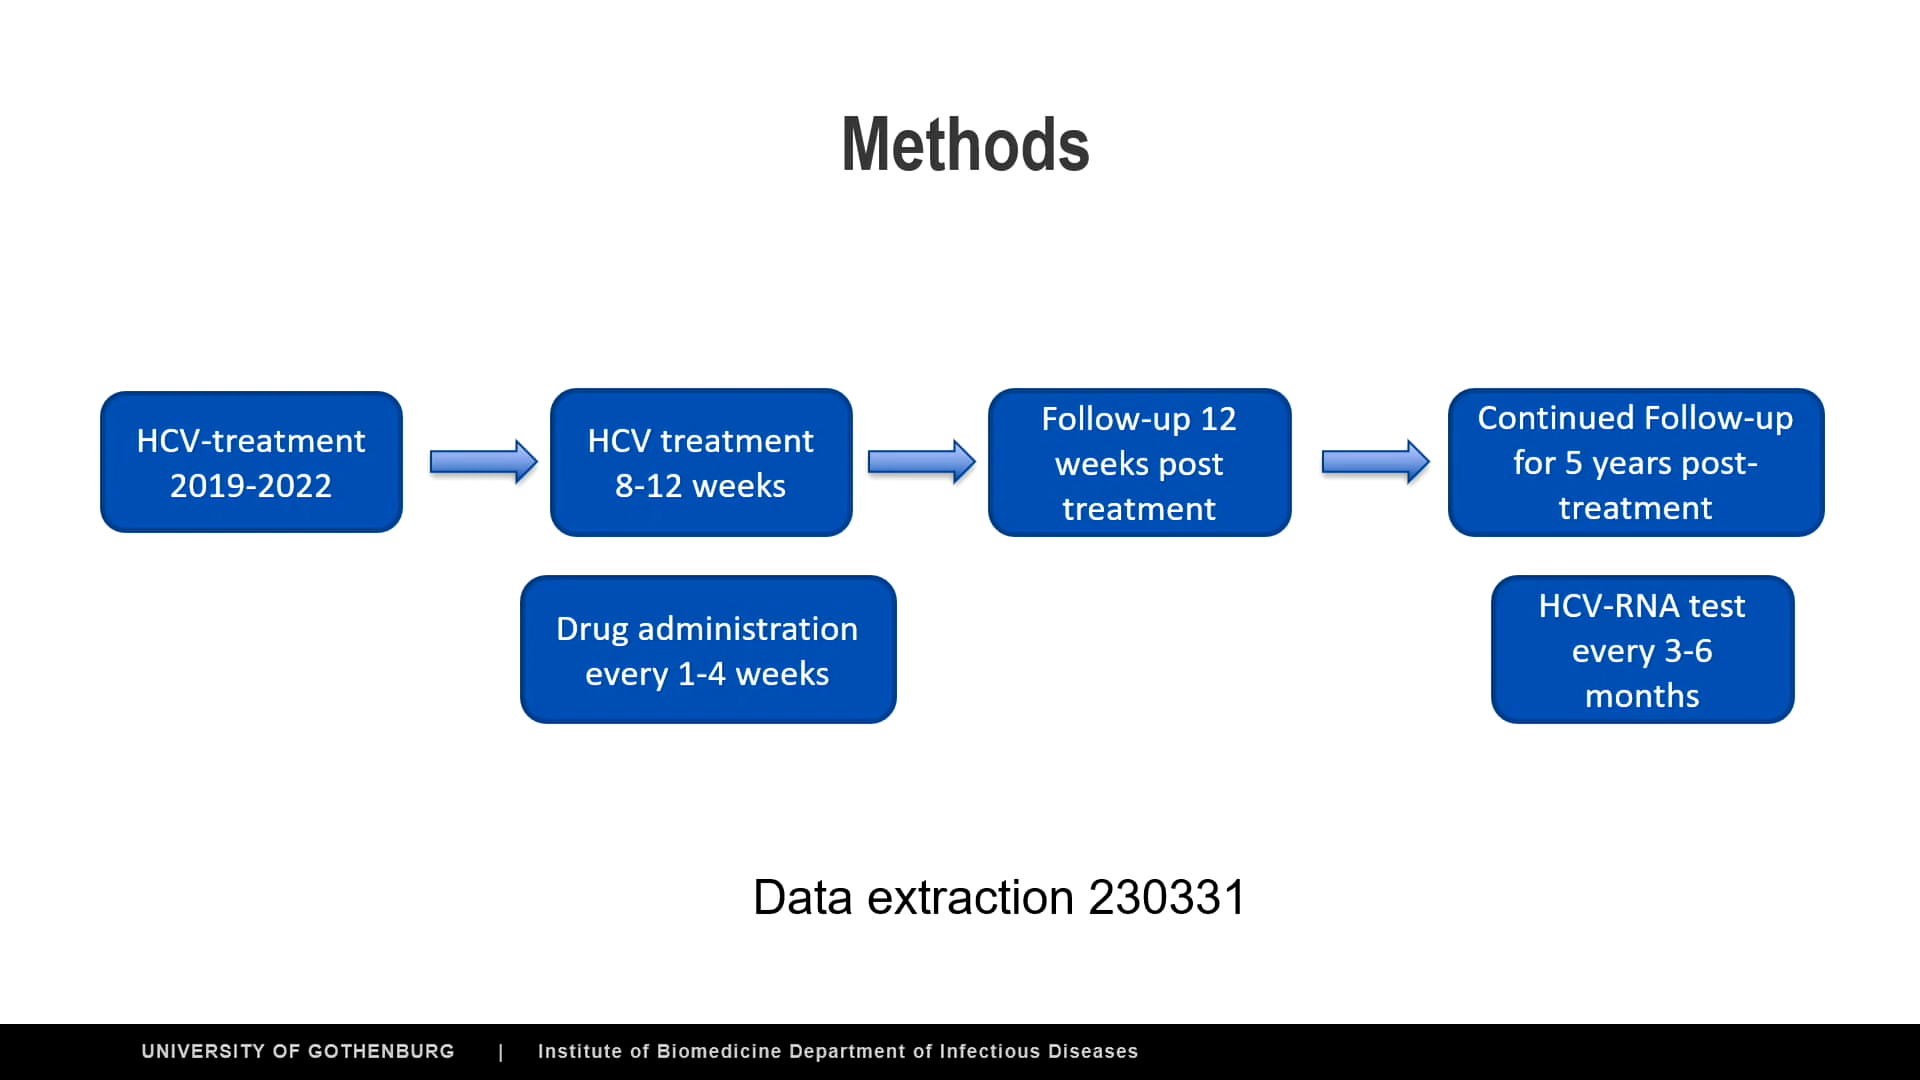 Methods
HCV-treatment
2019-2022
HCV treatment
8-12 weeks
Follow-up 12
weeks post
treatment
Continued Follow-up
for 5 years post-
treatment
Drug administration
every 1-4 weeks
HCV-RNA test
every 3-6
months
Data extraction 230331
UNIVERSITY OF GOTHENBURG | Institute of Biomedicine Department of Infectious Diseases